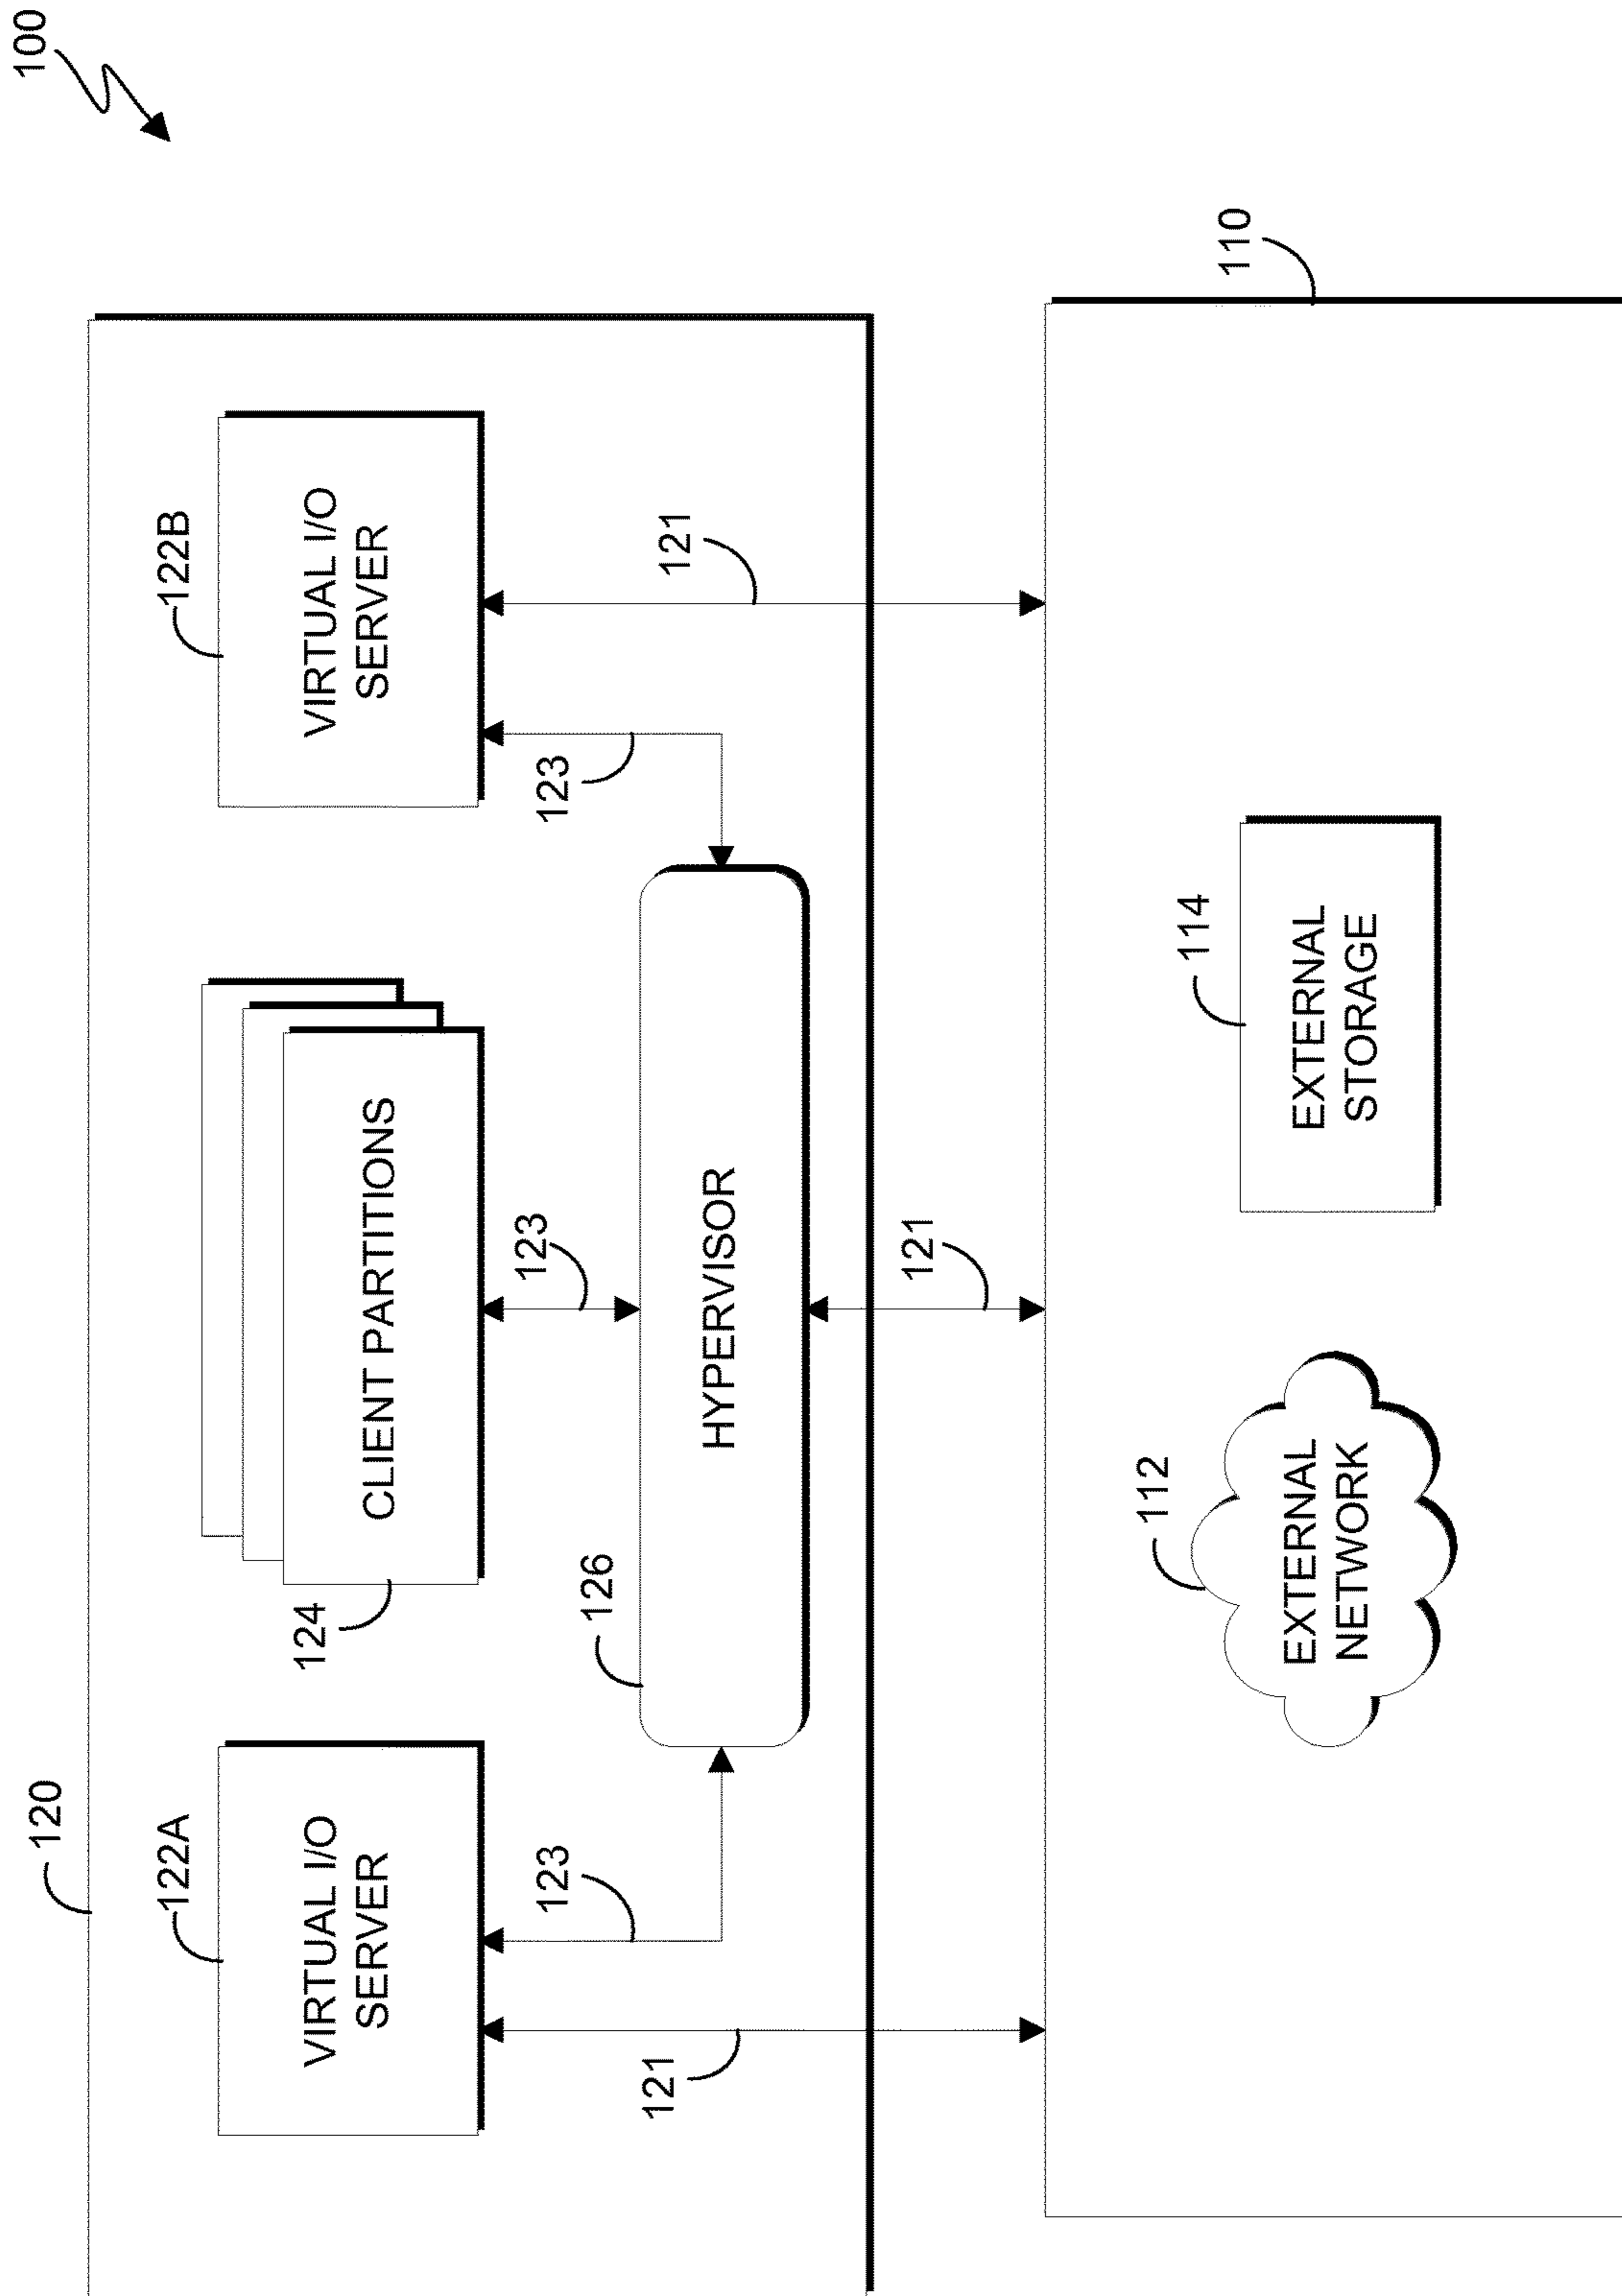 100
120
122A
VIRTUAL I/O
SERVER
124
CLIENT PARTITIONS
122B
VIRTUAL I/O
SERVER
123
123
123
126
HYPERVISOR
121
121
121
110
112
EXTERNAL
NETWORK
114
EXTERNAL
STORAGE